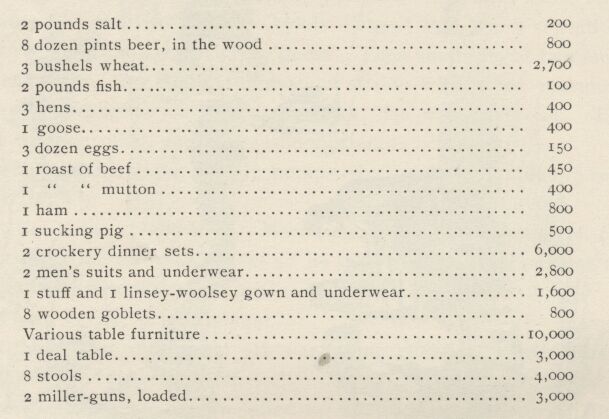 2 pounds salt ........ 200
8 dozen pints beer, in the wood ........ 800
3 bushels wheat ........ 2,700
2 pounds fish ........ 100
3 hens ........ 400
1 goose ........ 400
3 dozen eggs ........ 150
1 roast of beef ........ 450
1 " " mutton ........ 400
1 ham ........ 800
1 sucking pig ........ 500
2 crockery dinner sets ........ 6,000
2 men's suits and underwear ........ 2,800
1 stuff and 1 linsey-woolsey gown and underwear ........ 1,600
8 wooden goblets ........ 800
Various table furniture ........ 10,000
1 deal table ........ 3,000
8 stools ........ 4,000
2 miller-guns, loaded ........ 3,000